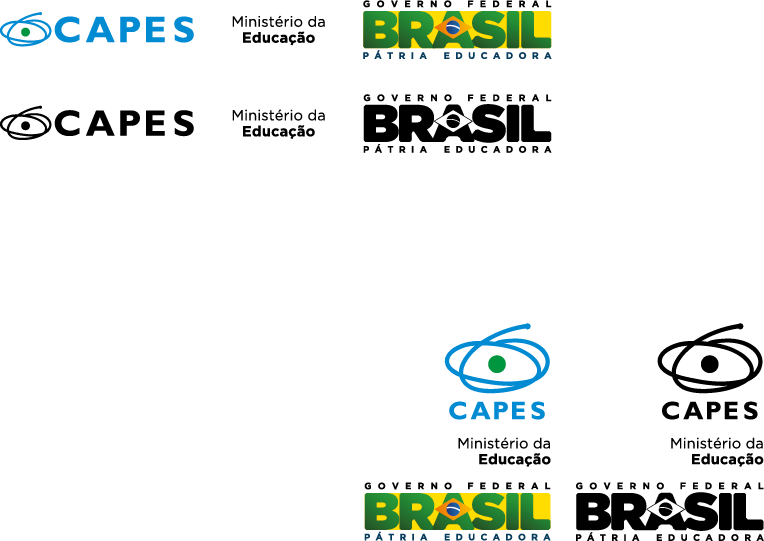 CAPES
Ministério da
Educação
GOVERNO FEDERAL
BRASIL
PÁTRIA EDUCADORA
CAPES
Ministério da
Educação
GOVERNO FEDERAL
BRASIL
PÁTRIA EDUCADORA
CAPES
Ministério da
Educação
GOVERNO FEDERAL
BRASIL
PÁTRIA EDUCADORA
CAPES
Ministério da
Educação
GOVERNO FEDERAL
BRASIL
PÁTRIA EDUCADORA